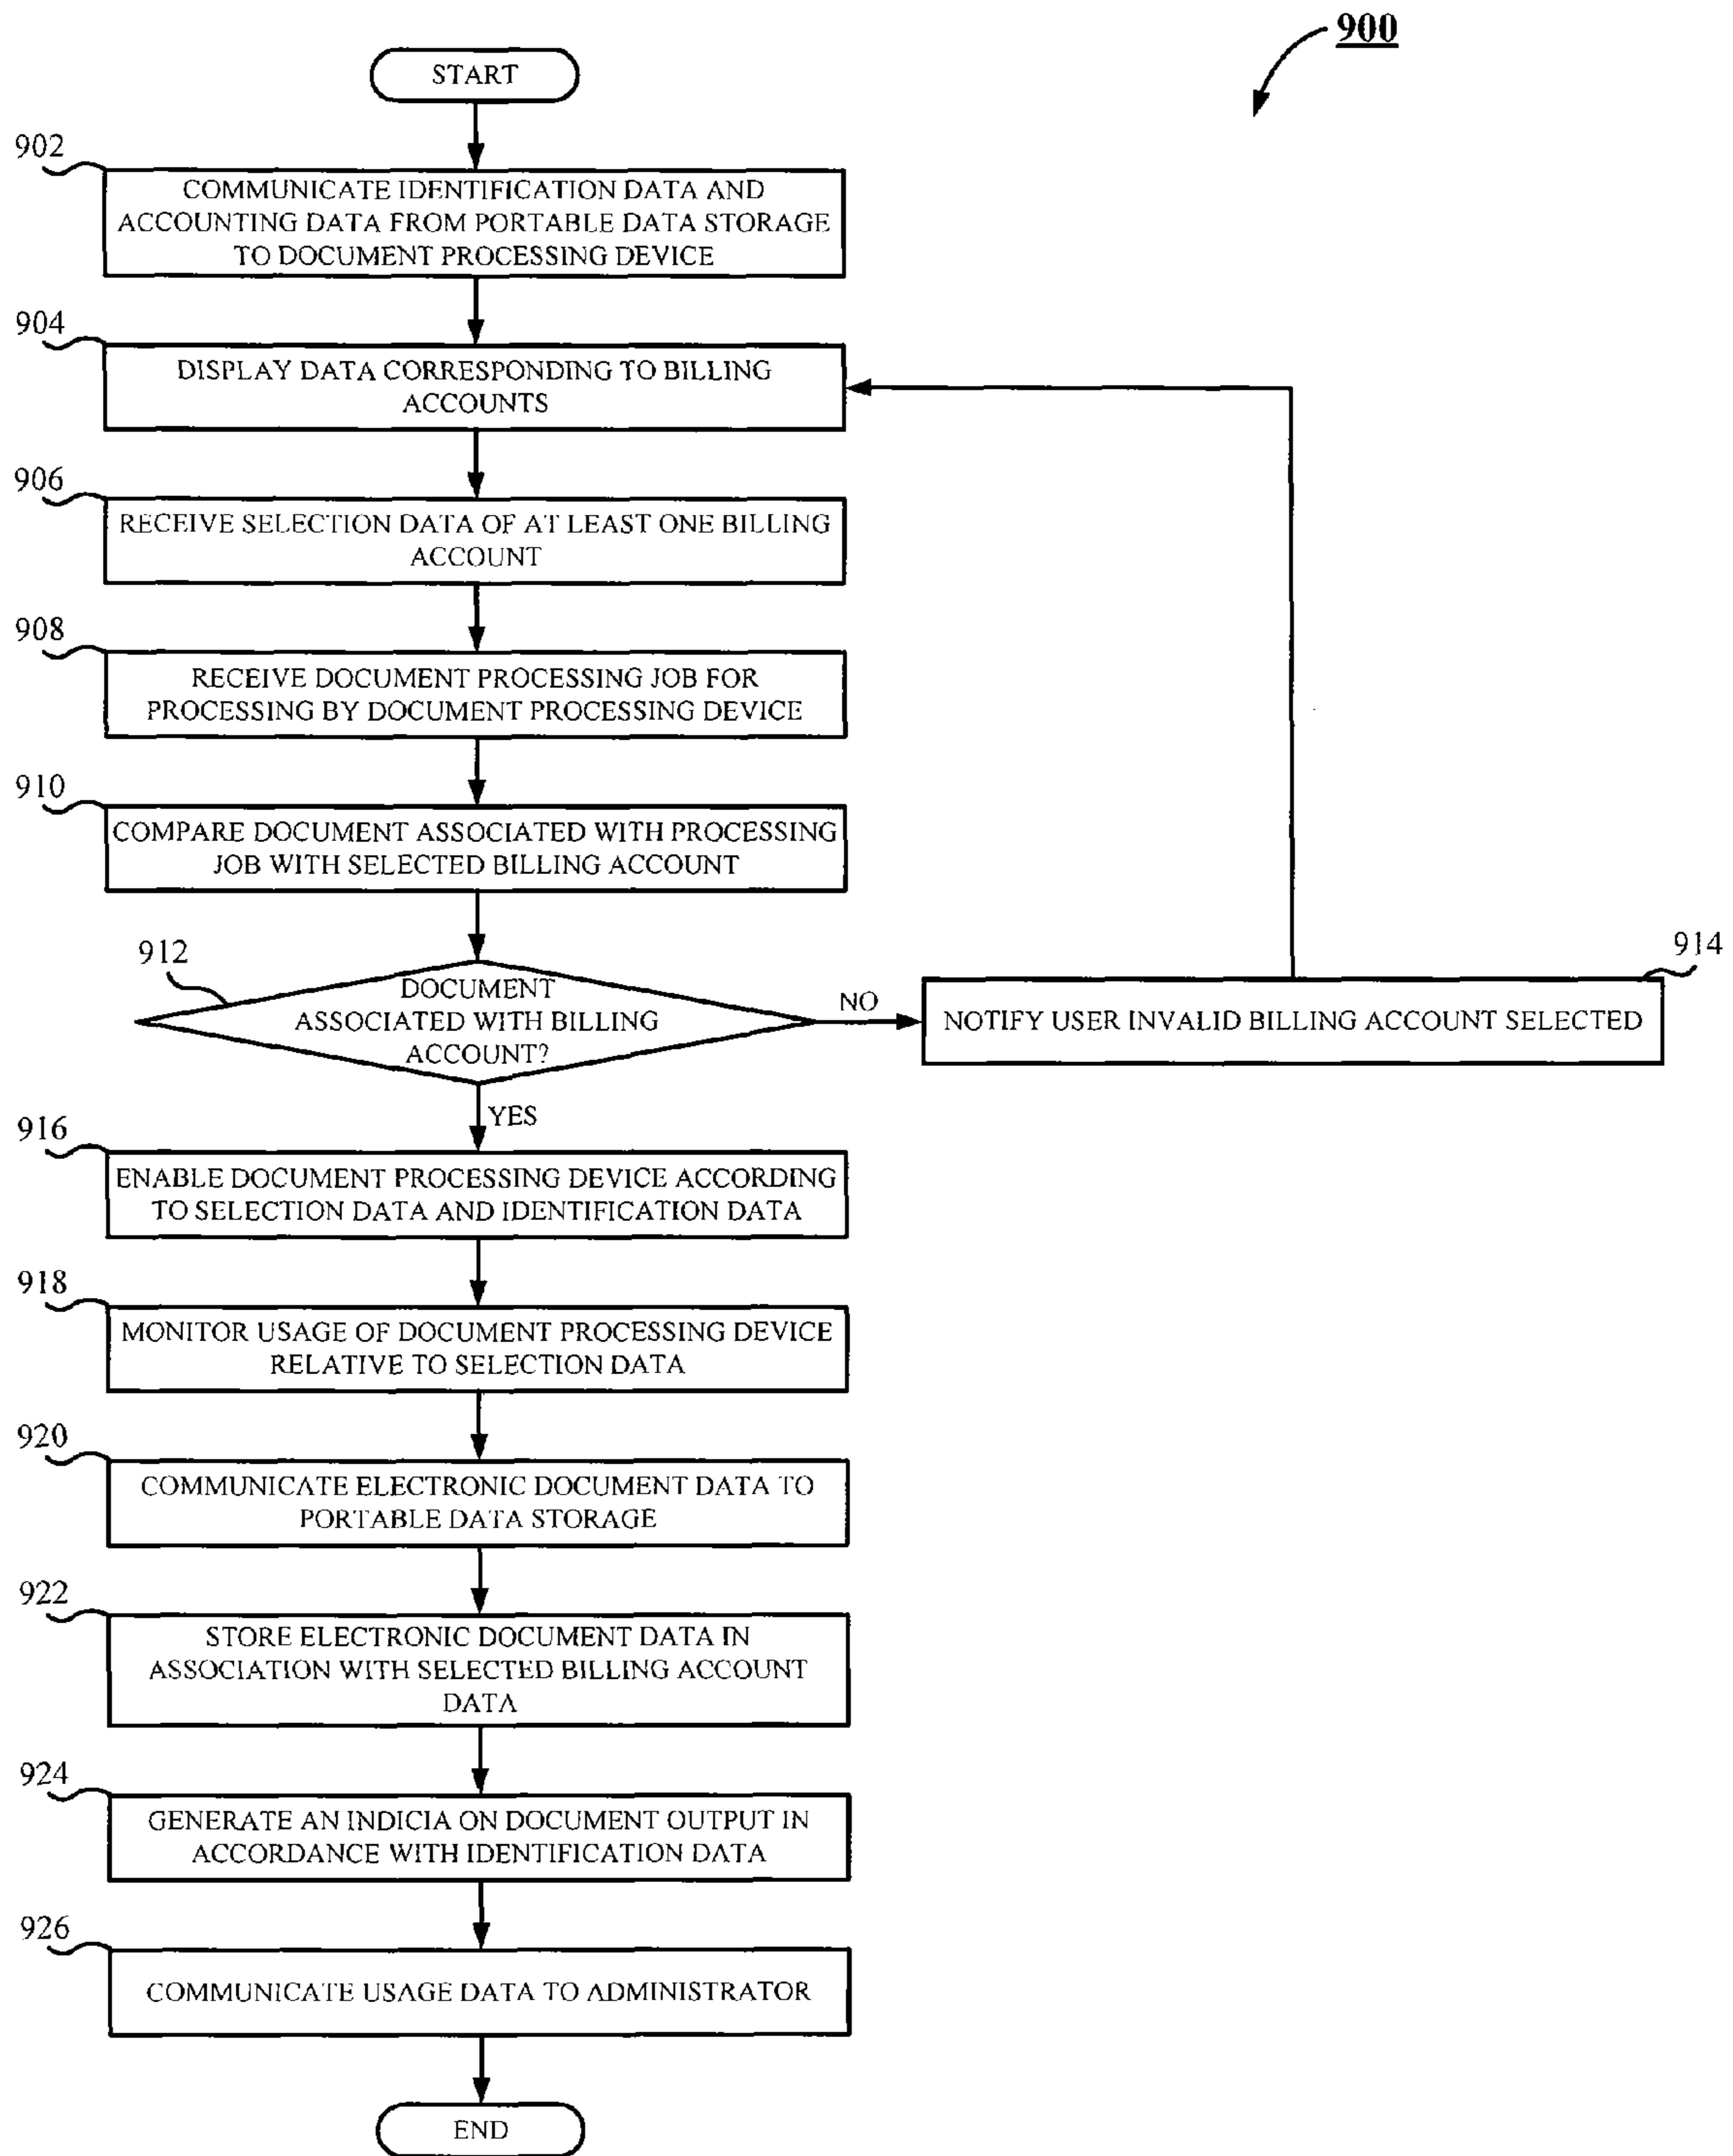 900
START
902
COMMUNICATE IDENTIFICATION DATA AND
ACCOUNTING DATA FROM PORTABLE DATA STORAGE
TO DOCUMENT PROCESSING DEVICE
904
DISPLAY DATA CORRESPONDING TO BILLING
ACCOUNTS
906
RECEIVE SELECTION DATA OF AT LEAST ONE BILLING
ACCOUNT
908
RECEIVE DOCUMENT PROCESSING JOB FOR
PROCESSING BY DOCUMENT PROCESSING DEVICE
910
COMPARE DOCUMENT ASSOCIATED WITH PROCESSING
JOB WITH SELECTED BILLING ACCOUNT
912
DOCUMENT
ASSOCIATED WITH BILLING
ACCOUNT?
NO
914
NOTIFY USER INVALID BILLING ACCOUNT SELECTED
YES
916
ENABLE DOCUMENT PROCESSING DEVICE ACCORDING
TO SELECTION DATA AND IDENTIFICATION DATA
918
MONITOR USAGE OF DOCUMENT PROCESSING DEVICE
RELATIVE TO SELECTION DATA
920
COMMUNICATE ELECTRONIC DOCUMENT DATA TO
PORTABLE DATA STORAGE
922
STORE ELECTRONIC DOCUMENT DATA IN
ASSOCIATION WITH SELECTED BILLING ACCOUNT
DATA
924
GENERATE AN INDICIA ON DOCUMENT OUTPUT IN
ACCORDANCE WITH IDENTIFICATION DATA
926
COMMUNICATE USAGE DATA TO ADMINISTRATOR
END